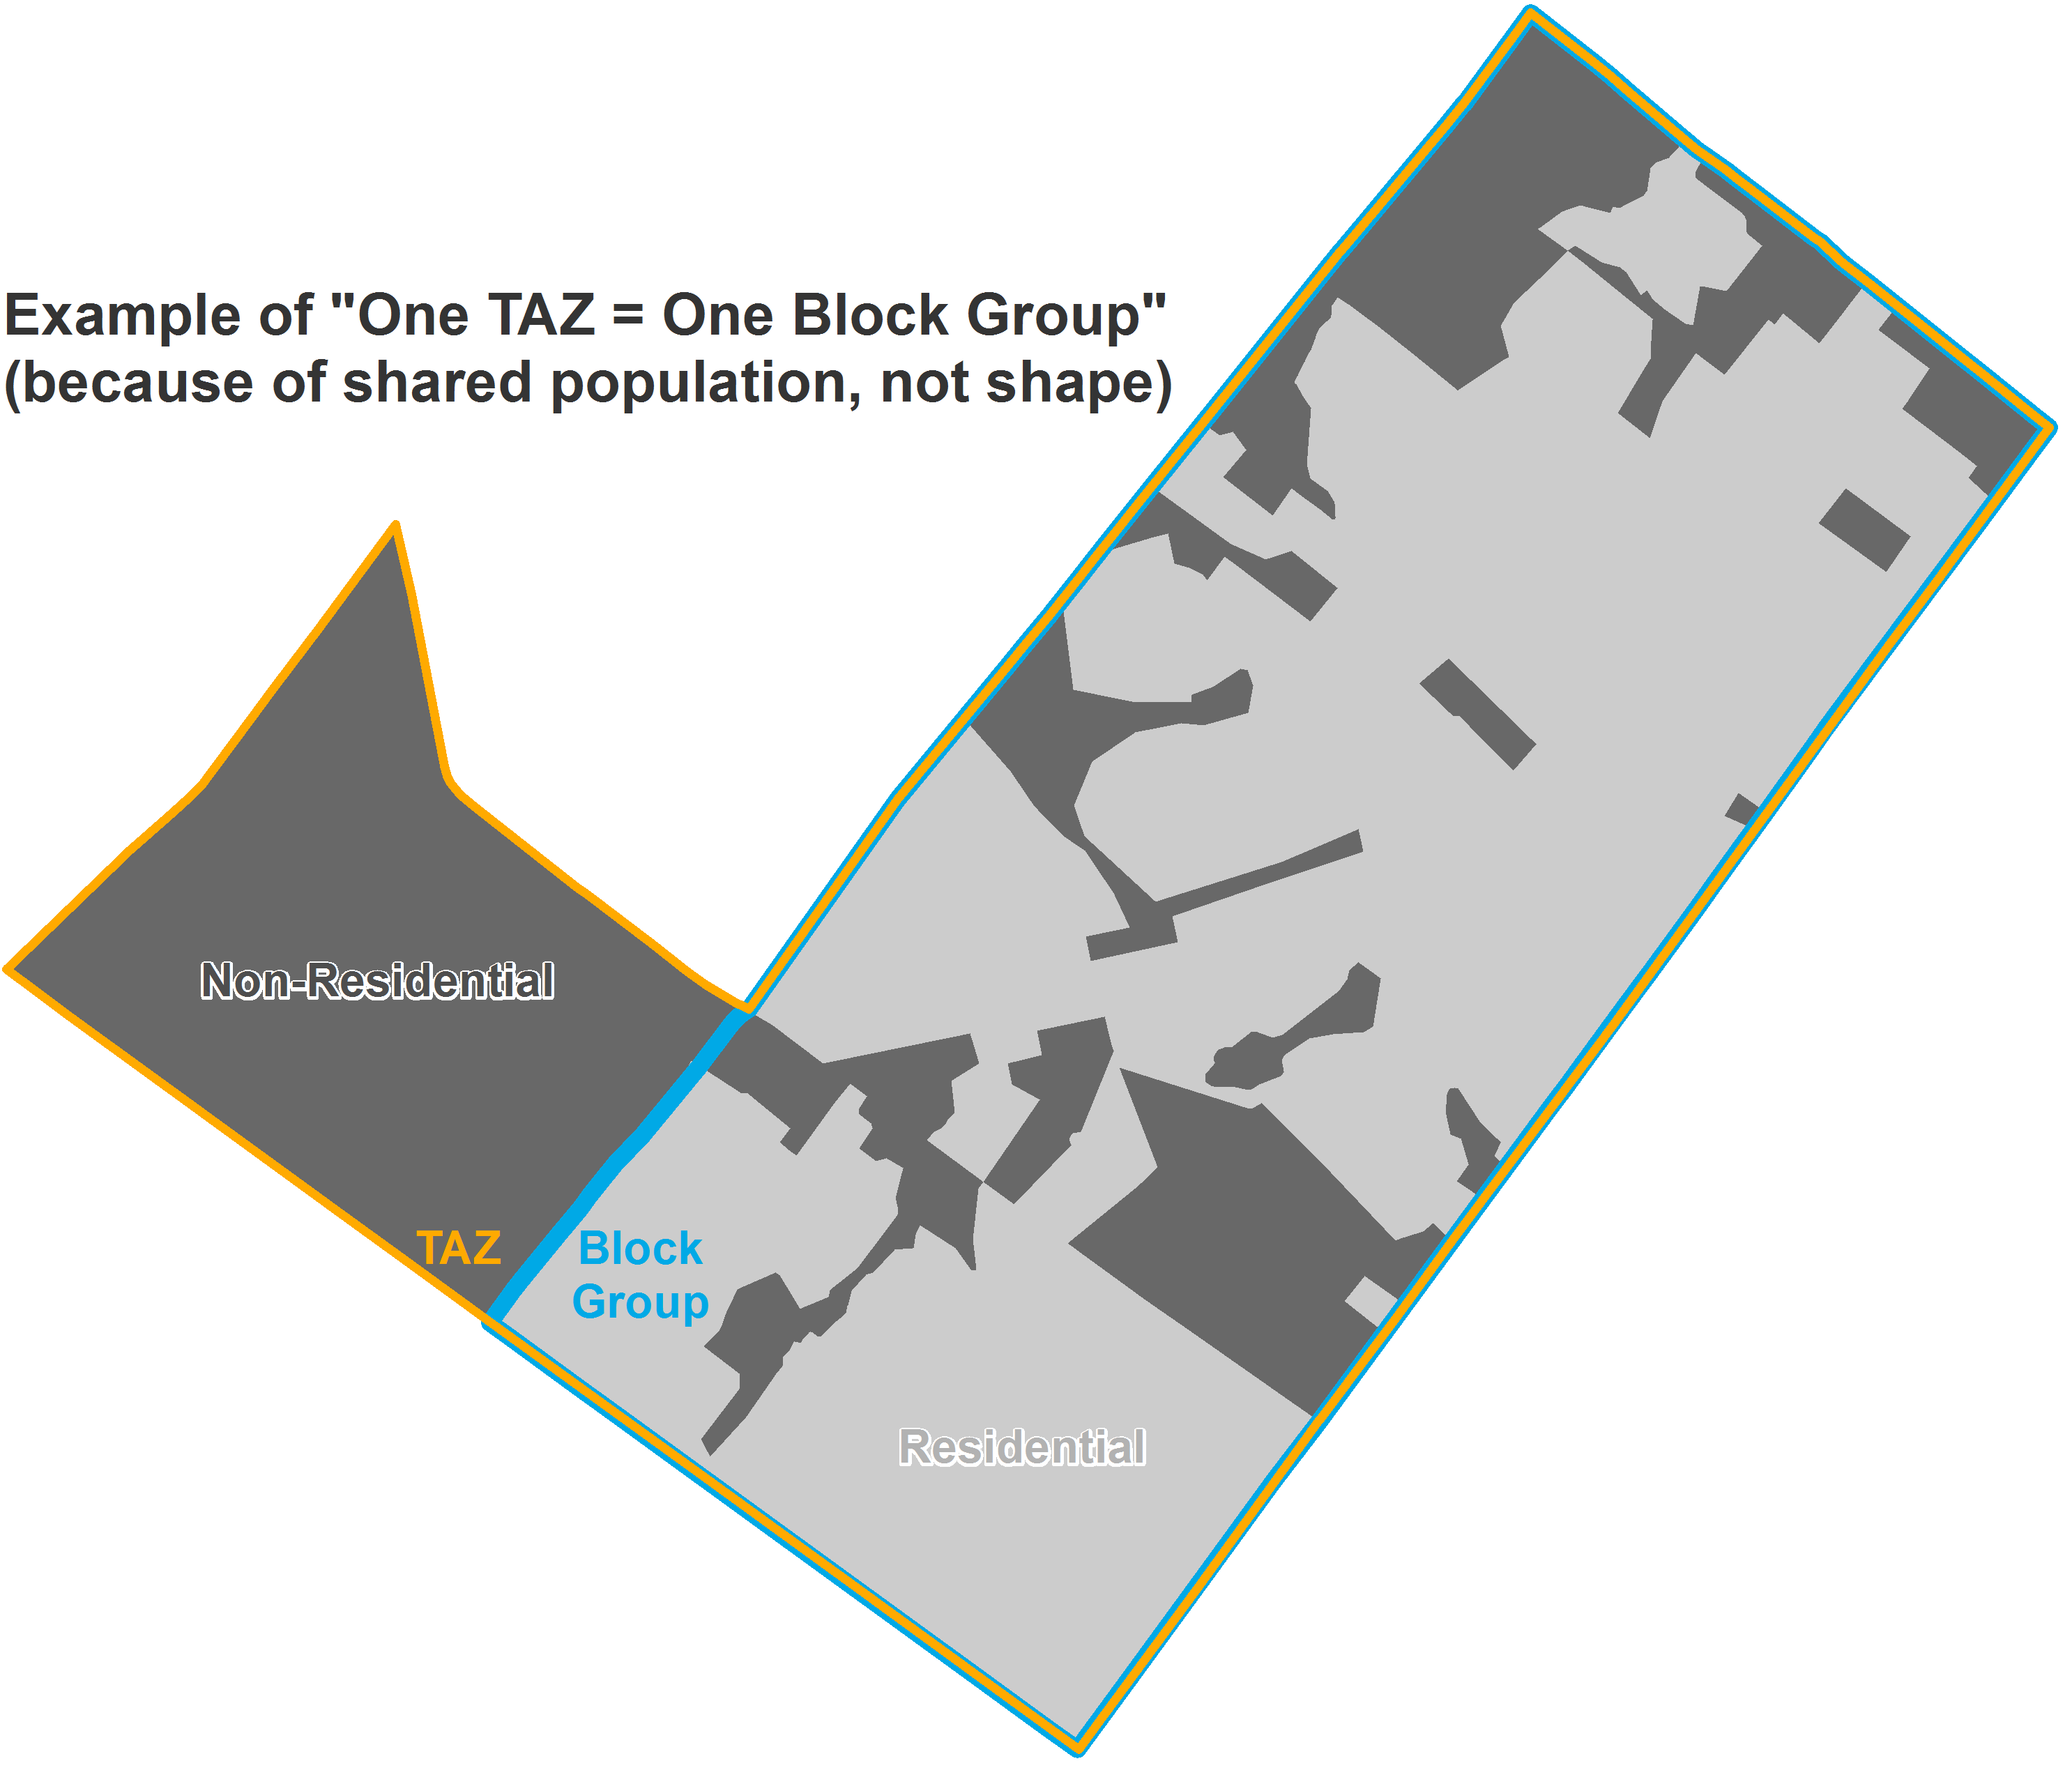 Example of "One TAZ = One Block Group"
(because of shared population, not shape)
Non-Residential
TAZ
Block
Group
Residential